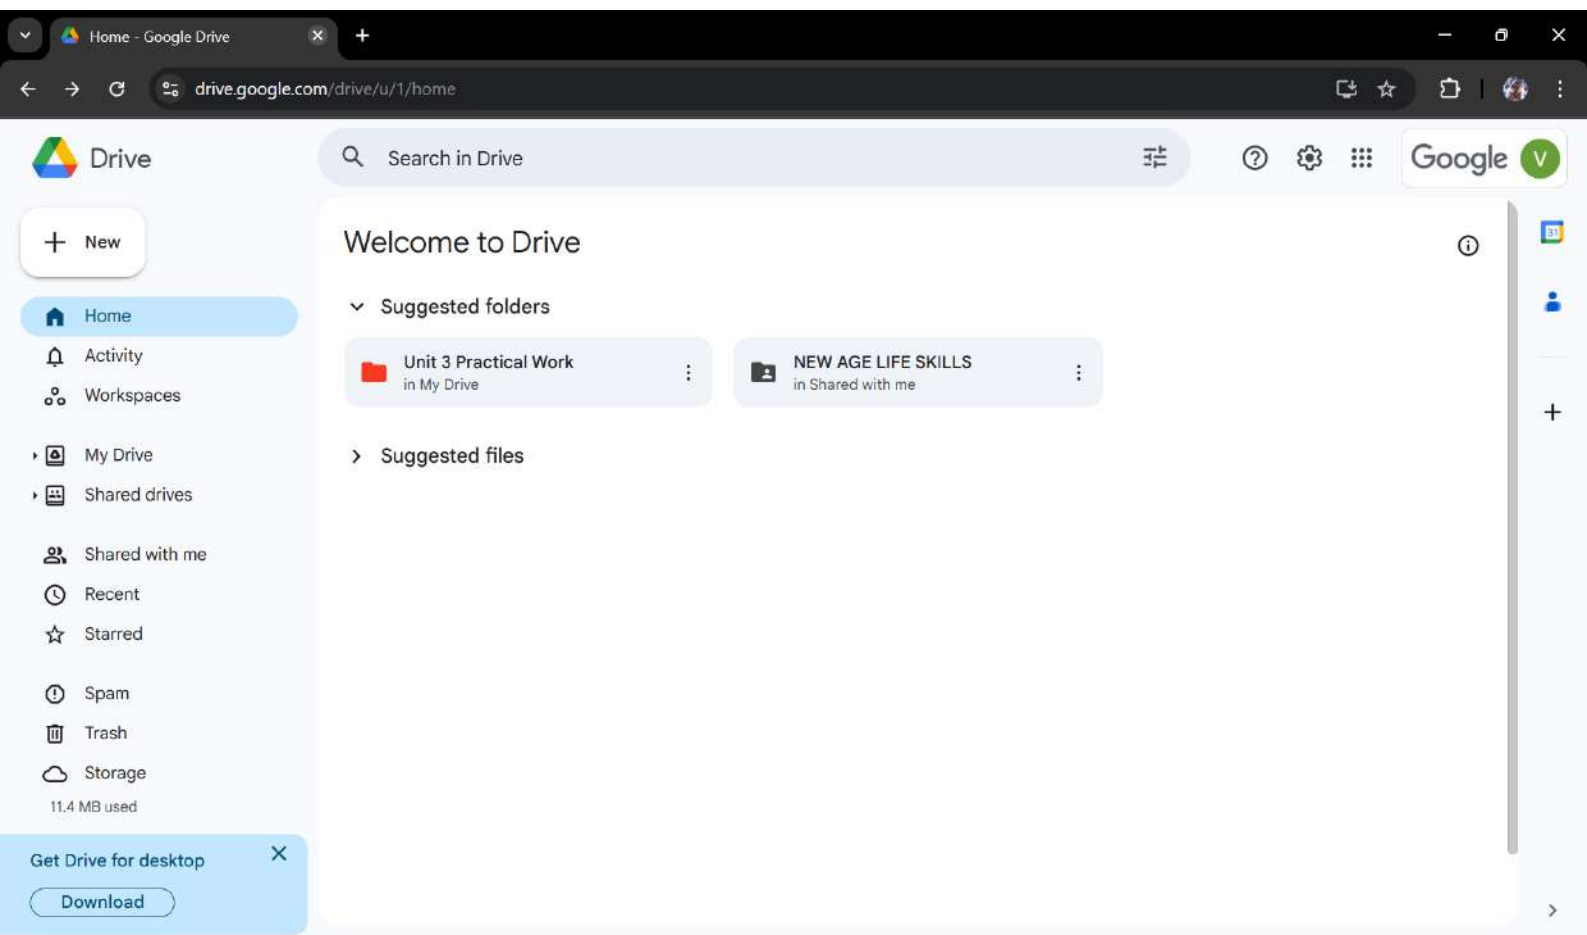 Home - Google Drive
drive.google.com/drive/u/1/home
Drive
Search in Drive
Google
V
New
Welcome to Drive
31
Home
Suggested folders
Activity
Unit 3 Practical Work
in My Drive
NEW AGE LIFE SKILLS
in Shared with me
Workspaces
My Drive
Suggested files
Shared drives
Shared with me
Recent
Starred
Spam
Trash
Storage
11.4 MB used
Get Drive for desktop
Download